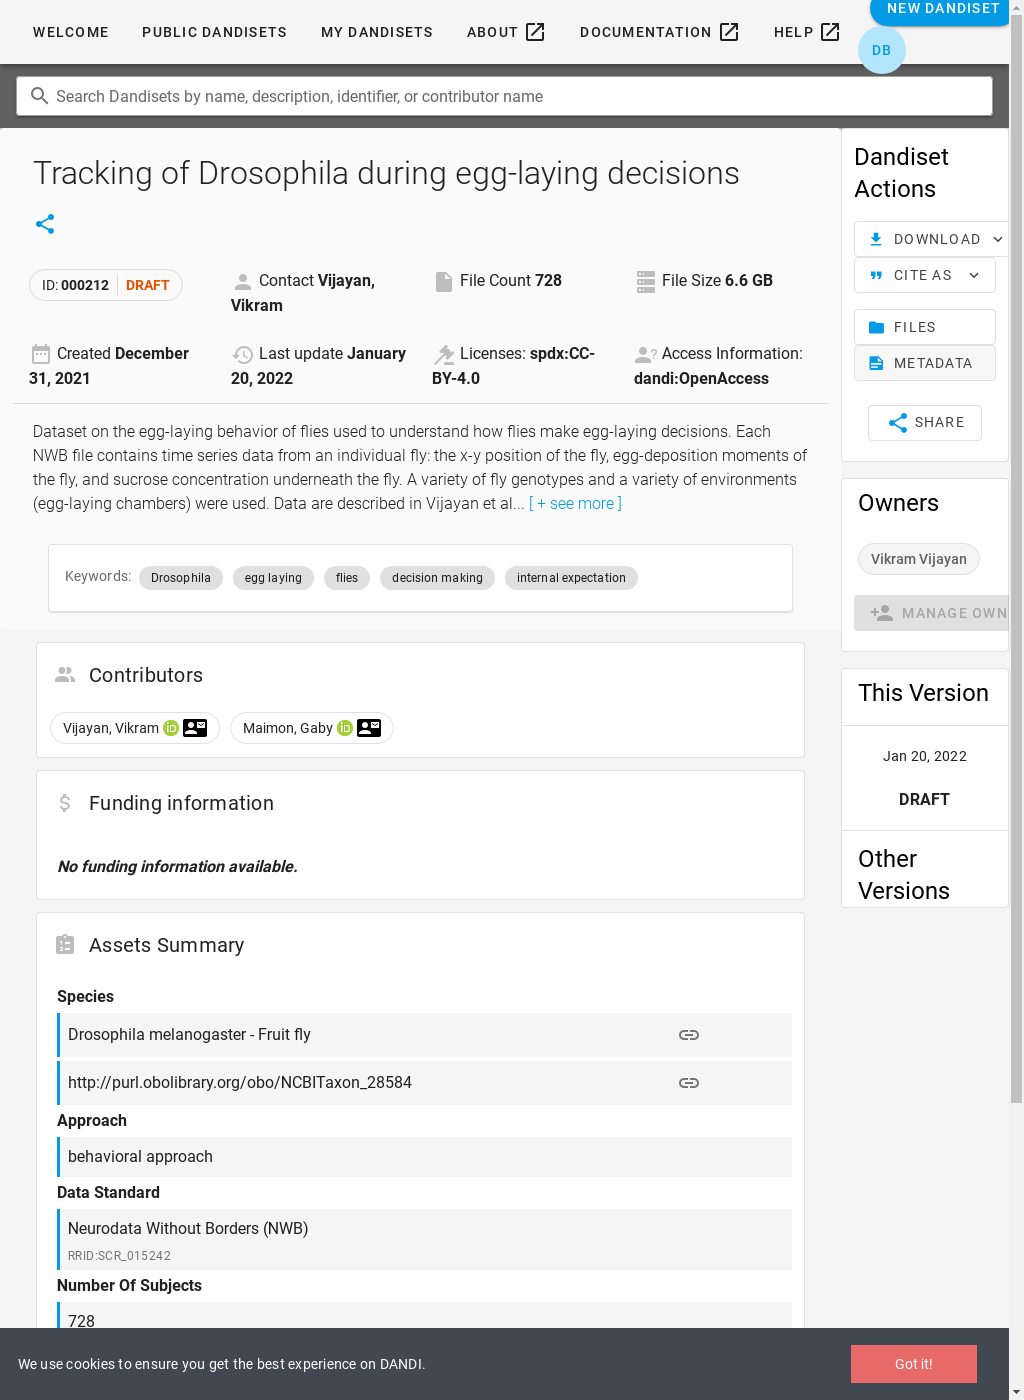 WELCOME PUBLIC DANDISETS MY DANDISETS ABOUT DOCUMENTATION HELP NEW DANDISET
DB
Search Dandisets by name, description, identifier, or contributor name
Tracking of Drosophila during egg-laying decisions
ID: 000212 DRAFT
Contact Vijayan,
Vikram
File Count 728
File Size 6.6 GB
Created December
31, 2021
Last update January
20, 2022
Licenses: spdx:CC-
BY-4.0
Access Information:
dandi:OpenAccess
Dataset on the egg-laying behavior of flies used to understand how flies make egg-laying decisions. Each
NWB file contains time series data from an individual fly: the x-y position of the fly, egg-deposition moments of
the fly, and sucrose concentration underneath the fly. A variety of fly genotypes and a variety of environments
(egg-laying chambers) were used. Data are described in Vijayan et al... [ + see more ]
Keywords: Drosophila egg laying flies decision making internal expectation
Contributors
Vijayan, Vikram iD Maimon, Gaby iD
Funding information
No funding information available.
Assets Summary
Species
Drosophila melanogaster - Fruit fly
http://purl.obolibrary.org/obo/NCBITaxon_28584
Approach
behavioral approach
Data Standard
Neurodata Without Borders (NWB)
RRID:SCR_015242
Number Of Subjects
728
Dandiset
Actions
DOWNLOAD
CITE AS
FILES
METADATA
SHARE
Owners
Vikram Vijayan
MANAGE OWN
This Version
Jan 20, 2022
DRAFT
Other
Versions
We use cookies to ensure you get the best experience on DANDI.
Got it!